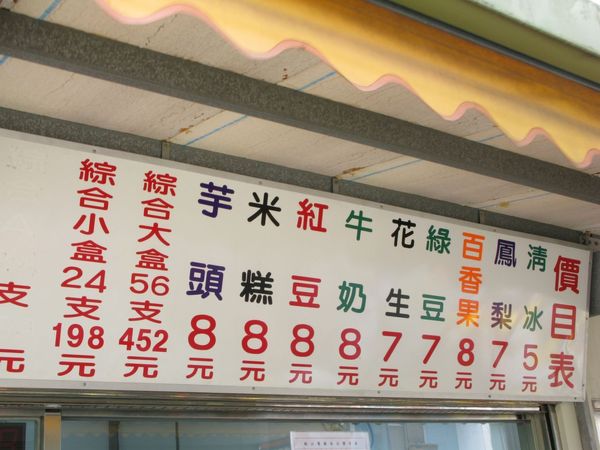 價目表
清冰5元
鳳梨7元
百香果8元
綠豆7元
花生7元
牛奶8元
紅豆8元
米糕8元
芋頭8元
綜合大盒56支452元
綜合小盒24支198元
支元